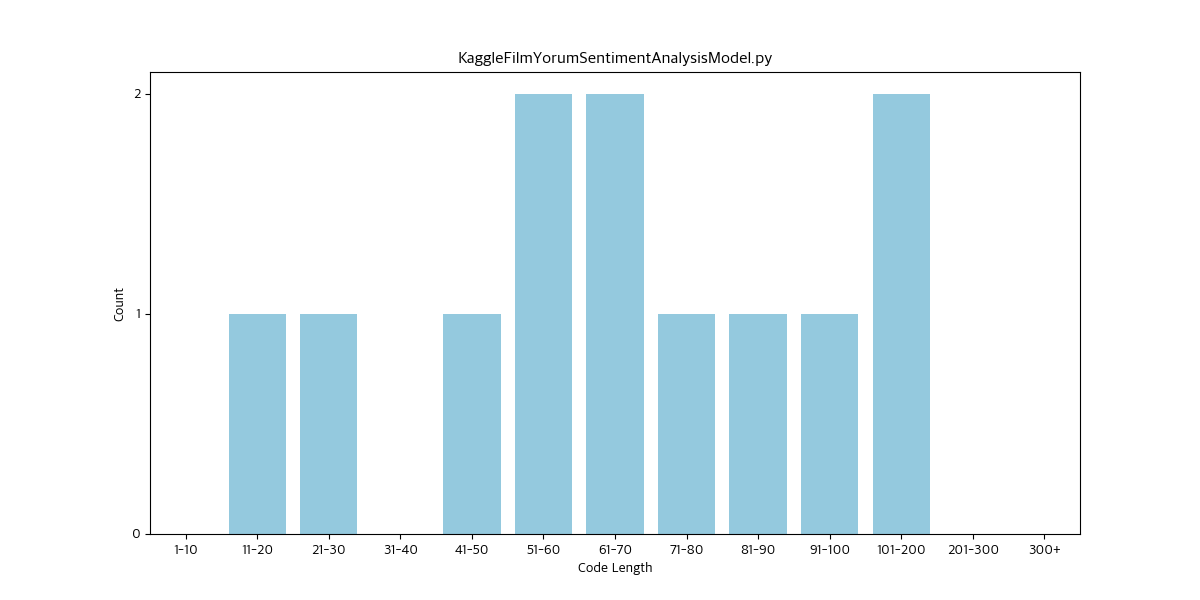 KaggleFilmYorumSentimentAnalysisModel.py
2
1
0
Count
1-10 11-20 21-30 31-40 41-50 51-60 61-70 71-80 81-90 91-100 101-200 201-300 300+
Code Length